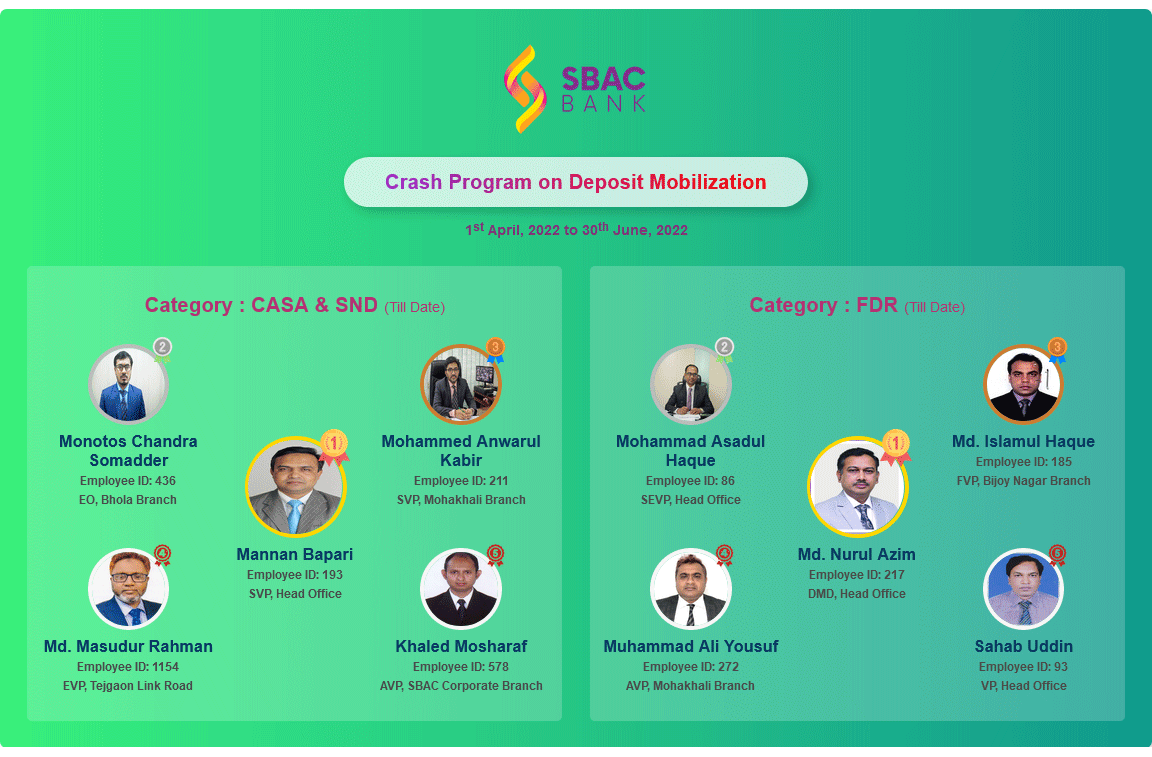 SBAC
BANK
Crash Program on Deposit Mobilization
1st April, 2022 to 30th June, 2022
Category : CASA & SND (Till Date)
2
Monotos Chandra
Somadder
Employee ID: 436
EO, Bhola Branch
3
Mohammed Anwarul
Kabir
Employee ID: 211
SVP, Mohakhali Branch
1
Mannan Bapari
Employee ID: 193
SVP, Head Office
4
Md. Masudur Rahman
Employee ID: 1154
EVP, Tejgaon Link Road
5
Khaled Mosharaf
Employee ID: 578
AVP, SBAC Corporate Branch
Category : FDR (Till Date)
2
Mohammad Asadul
Haque
Employee ID: 86
SEVP, Head Office
3
Md. Islamul Haque
Employee ID: 185
FVP, Bijoy Nagar Branch
1
Md. Nurul Azim
Employee ID: 217
DMD, Head Office
4
Muhammad Ali Yousuf
Employee ID: 272
AVP, Mohakhali Branch
5
Sahab Uddin
Employee ID: 93
VP, Head Office